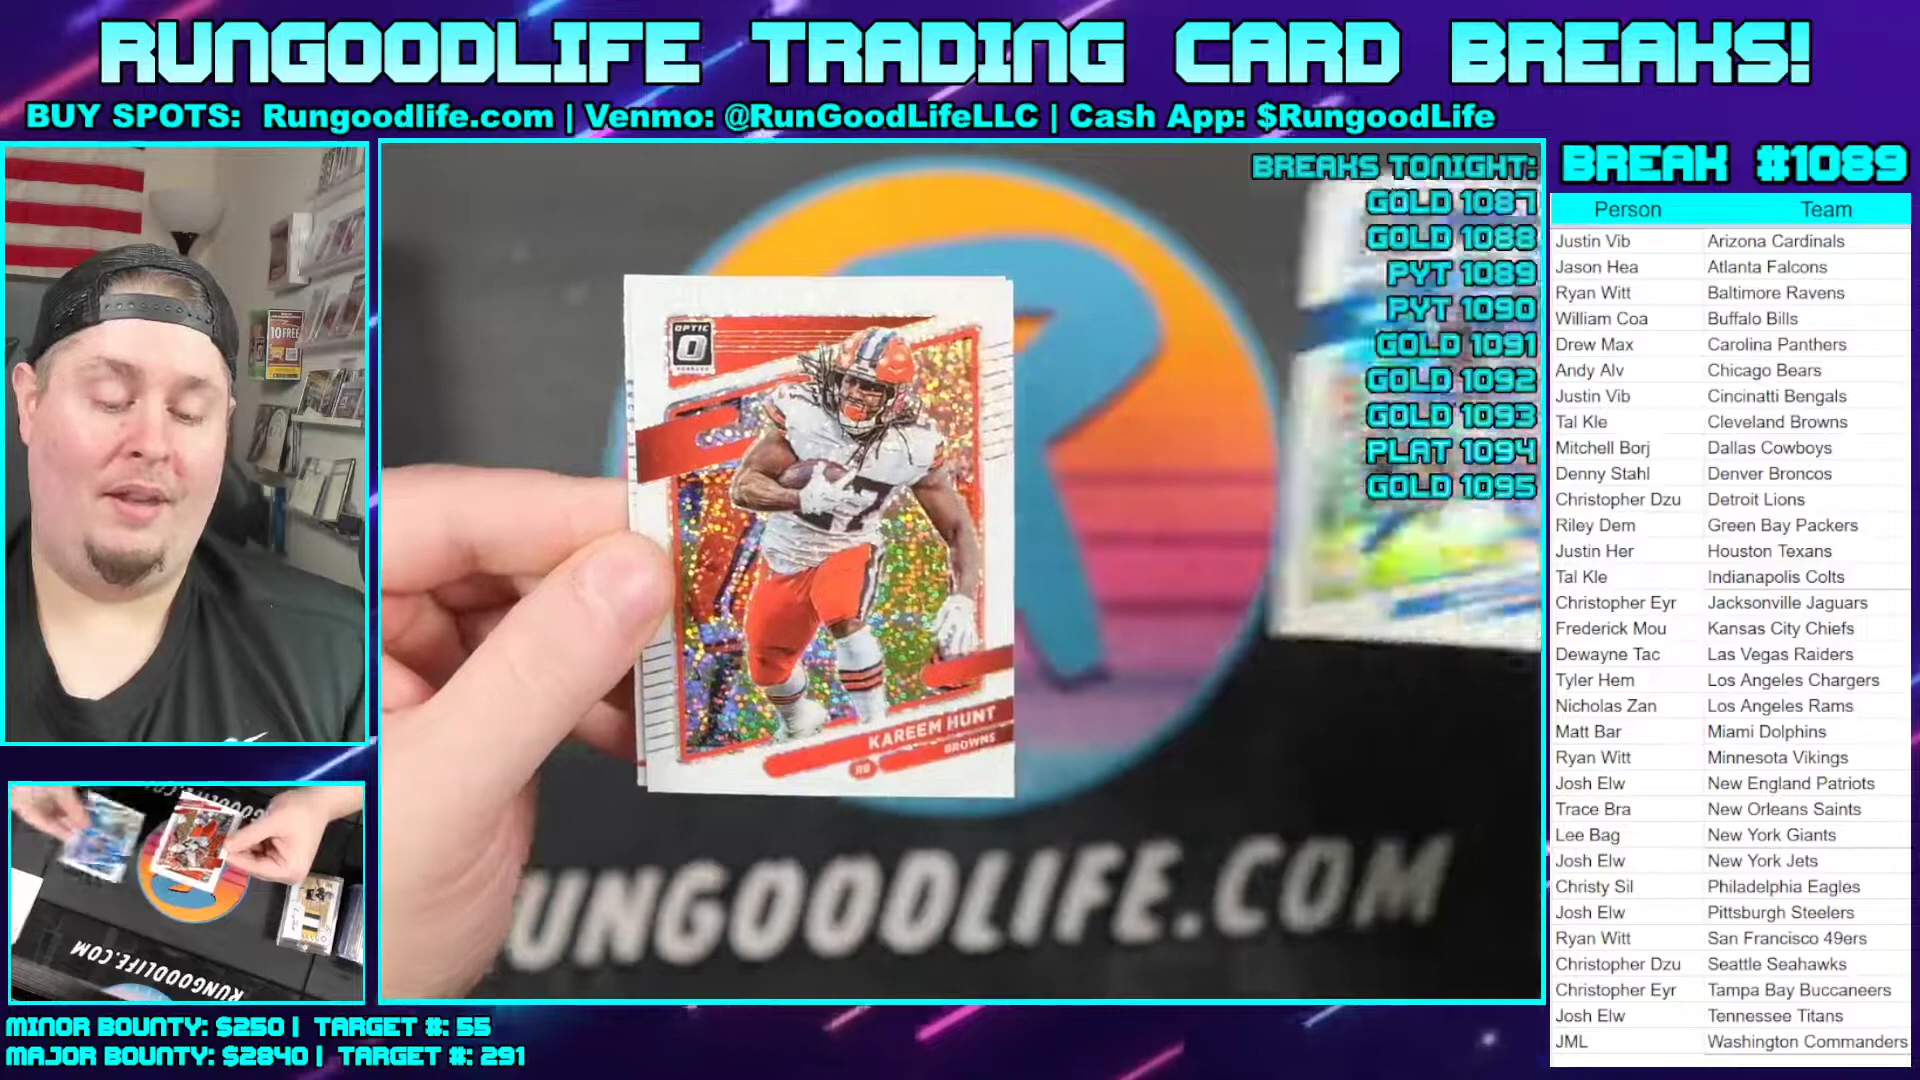 RUNGOODLIFE TRADING CARD BREAKS!
BUY SPOTS: Rungoodlife.com | Venmo: @RunGoodLifeLLC | Cash App: $RungoodLife
10 FREE
BREAKS TONIGHT:
GOLD 1087
GOLD 1088
PYT 1089
PYT 1090
GOLD 1091
GOLD 1092
GOLD 1093
PLAT 1094
GOLD 1095
OPTIC
KAREEM HUNT
BROWNS
RB
RUNGOODLIFE.COM
RUNGOODLIFE.COM
BREAK #1089
Person Team
Justin Vib Arizona Cardinals
Jason Hea Atlanta Falcons
Ryan Witt Baltimore Ravens
William Coa Buffalo Bills
Drew Max Carolina Panthers
Andy Alv Chicago Bears
Justin Vib Cincinatti Bengals
Tal Kle Cleveland Browns
Mitchell Borj Dallas Cowboys
Denny Stahl Denver Broncos
Christopher Dzu Detroit Lions
Riley Dem Green Bay Packers
Justin Her Houston Texans
Tal Kle Indianapolis Colts
Christopher Eyr Jacksonville Jaguars
Frederick Mou Kansas City Chiefs
Dewayne Tac Las Vegas Raiders
Tyler Hem Los Angeles Chargers
Nicholas Zan Los Angeles Rams
Matt Bar Miami Dolphins
Ryan Witt Minnesota Vikings
Josh Elw New England Patriots
Trace Bra New Orleans Saints
Lee Bag New York Giants
Josh Elw New York Jets
Christy Sil Philadelphia Eagles
Josh Elw Pittsburgh Steelers
Ryan Witt San Francisco 49ers
Christopher Dzu Seattle Seahawks
Christopher Eyr Tampa Bay Buccaneers
Josh Elw Tennessee Titans
JML Washington Commanders
MINOR BOUNTY: $250 | TARGET #: 55
MAJOR BOUNTY: $2840 | TARGET #: 291